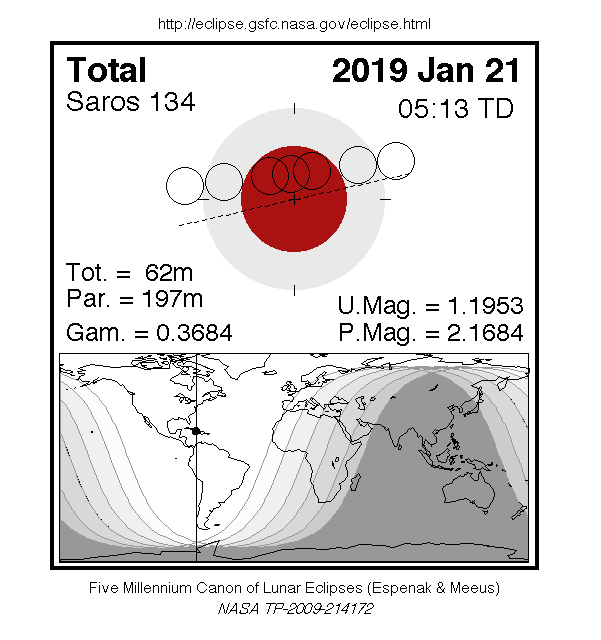 http://eclipse.gsfc.nasa.gov/eclipse.html
Total 2019 Jan 21
Saros 134 05:13 TD
Tot. = 62m
Par. = 197m
Gam. = 0.3684
U.Mag. = 1.1953
P.Mag. = 2.1684
Five Millennium Canon of Lunar Eclipses (Espenak & Meeus)
NASA TP-2009-214172